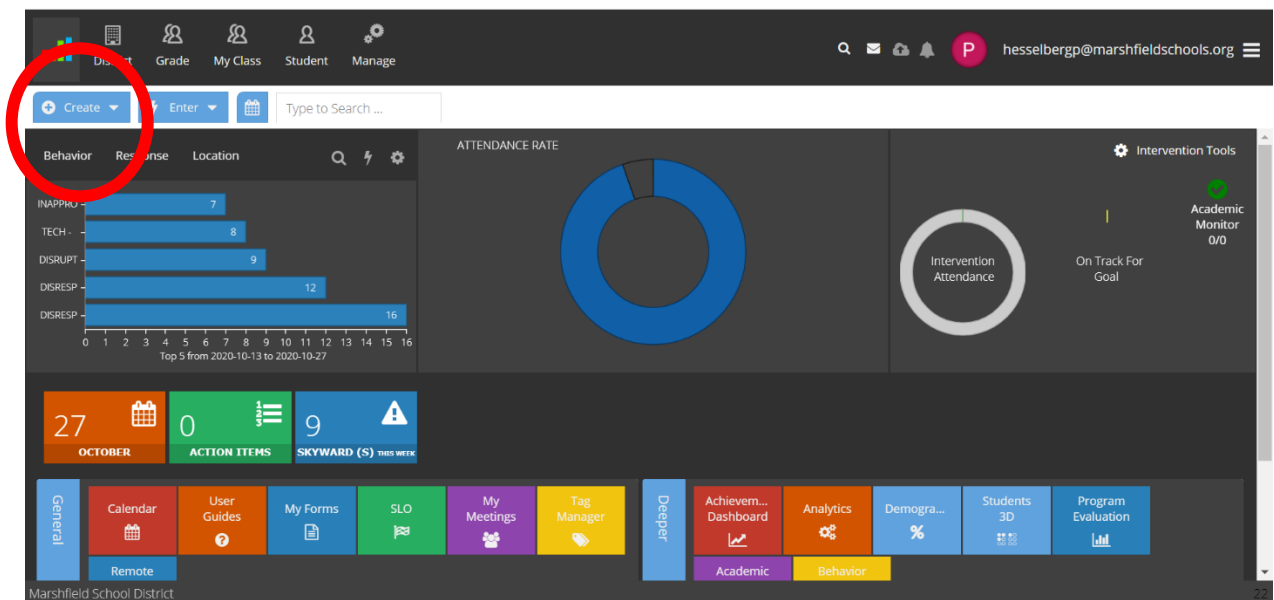 District Grade My Class Student Manage
P hesselbergp@marshfieldschools.org
Create Enter Type to Search ...
Behavior Response Location
ATTENDANCE RATE
Intervention Tools
INAPPRO - 7
TECH - - 8
DISRUPT - 9
DISRESP - 12
DISRESP - 16
0 1 2 3 4 5 6 7 8 9 10 11 12 13 14 15 16
Top 5 from 2020-10-13 to 2020-10-27
Intervention
Attendance
On Track For
Goal
Academic
Monitor
0/0
27
OCTOBER
0
ACTION ITEMS
9
SKYWARD (S) THIS WEEK
General
Calendar
User
Guides
My Forms
SLO
My
Meetings
Tag
Manager
Remote
Deeper
Achievem...
Dashboard
Analytics
Demogra...
Students
3D
Program
Evaluation
Academic
Behavior
Marshfield School District
22